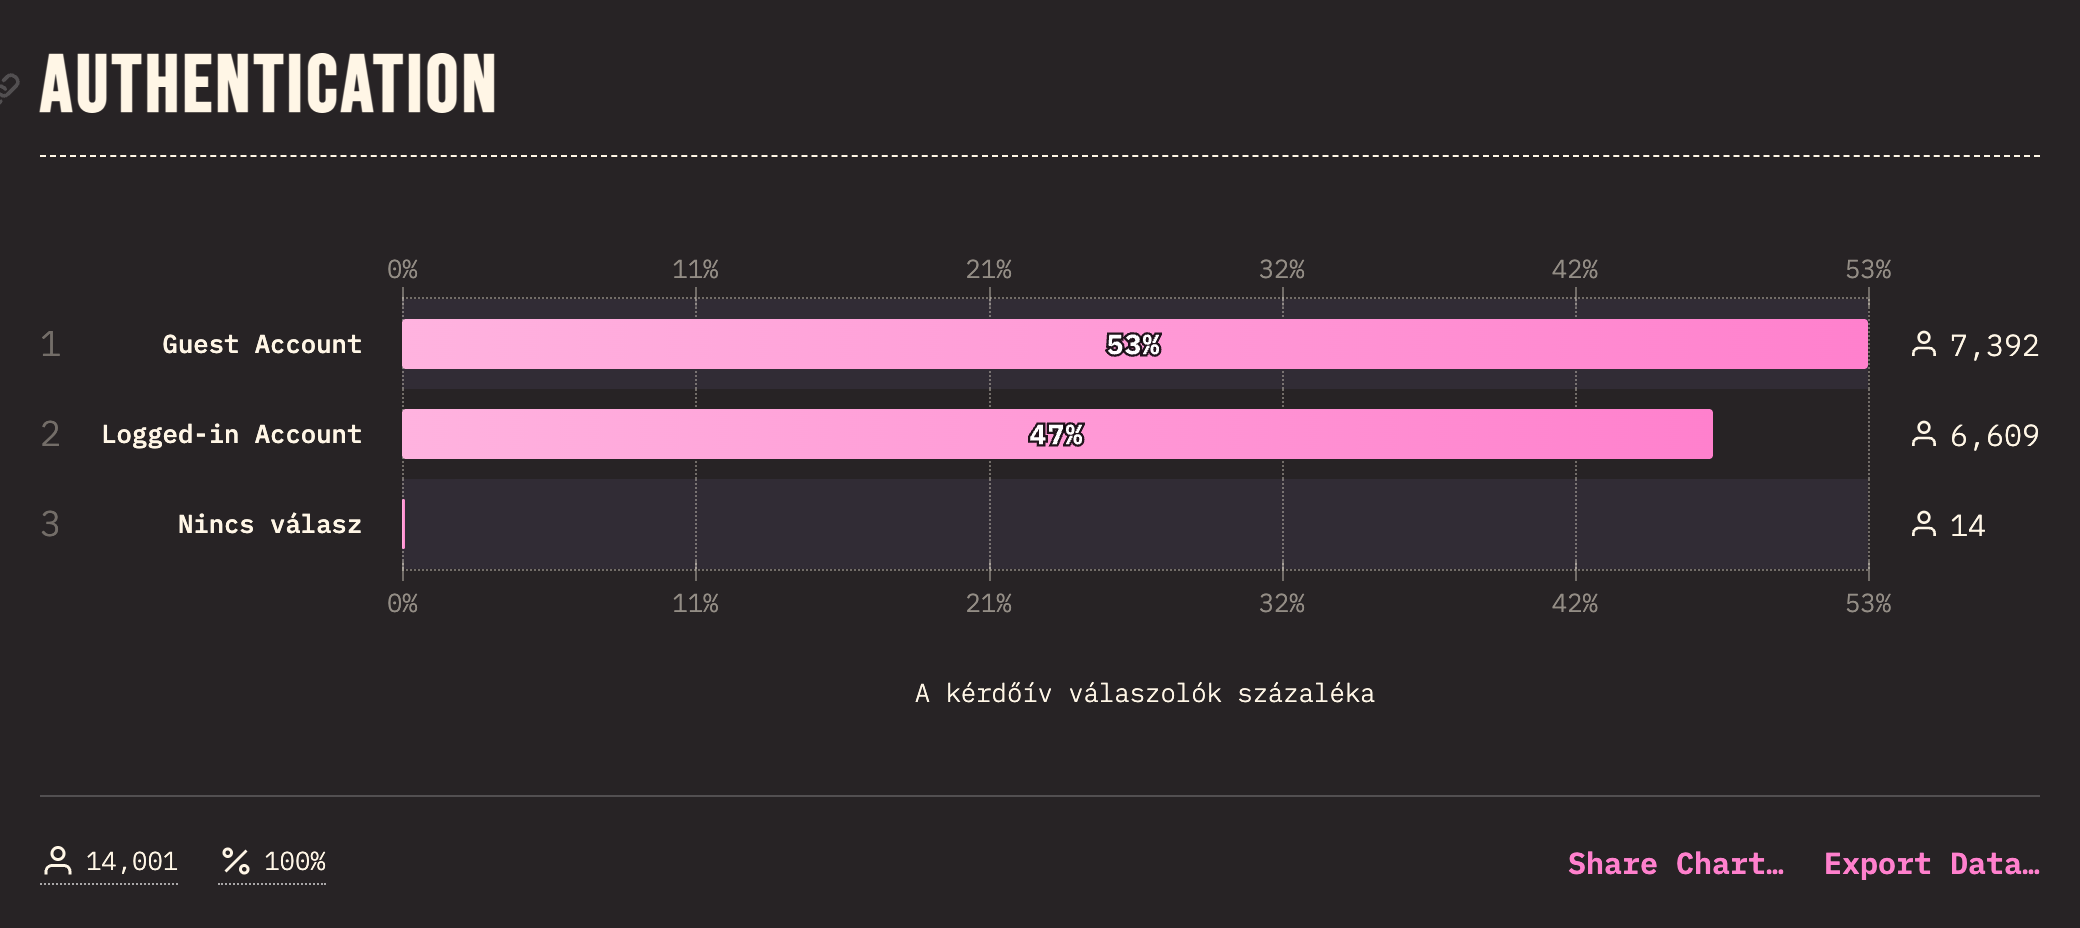 AUTHENTICATION
0% 11% 21% 32% 42% 53%
1 Guest Account 53% 7,392
2 Logged-in Account 47% 6,609
3 Nincs válasz 14
0% 11% 21% 32% 42% 53%
A kérdőív válaszolók százaléka
14,001 % 100% Share Chart… Export Data…